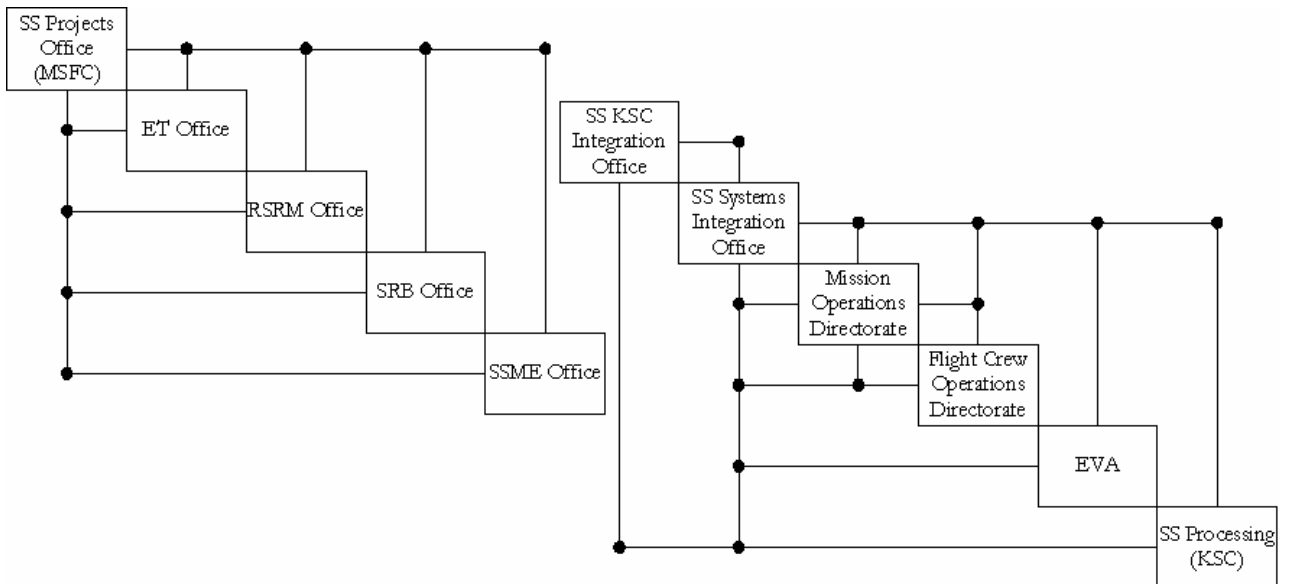 SS Projects
Office
(MSFC)
ET Office
RSRM Office
SRB Office
SSME Office
SS KSC
Integration
Office
SS Systems
Integration
Office
Mission
Operations
Directorate
Flight Crew
Operations
Directorate
EVA
SS Processing
(KSC)